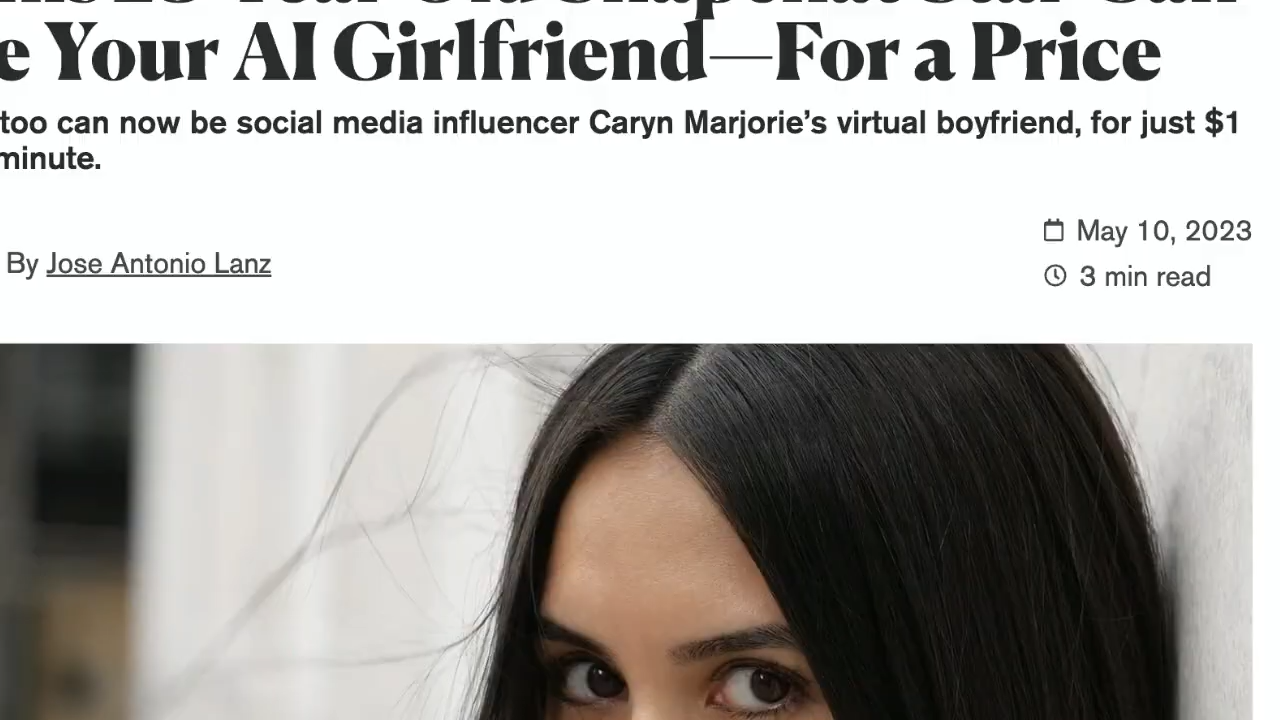 e Your AI Girlfriend—For a Price
too can now be social media influencer Caryn Marjorie’s virtual boyfriend, for just $1
minute.
May 10, 2023
By Jose Antonio Lanz
3 min read